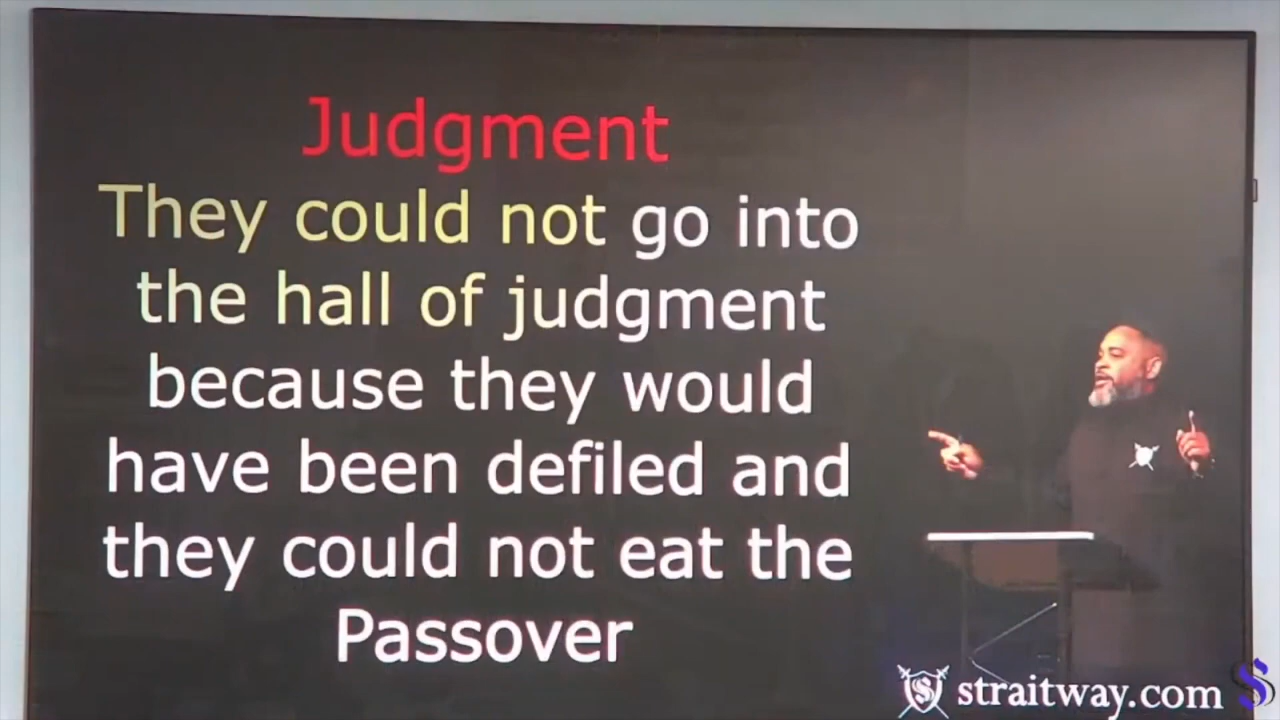 Judgment
They could not go into
the hall of judgment
because they would
have been defiled and
they could not eat the
Passover
straitway.com
S